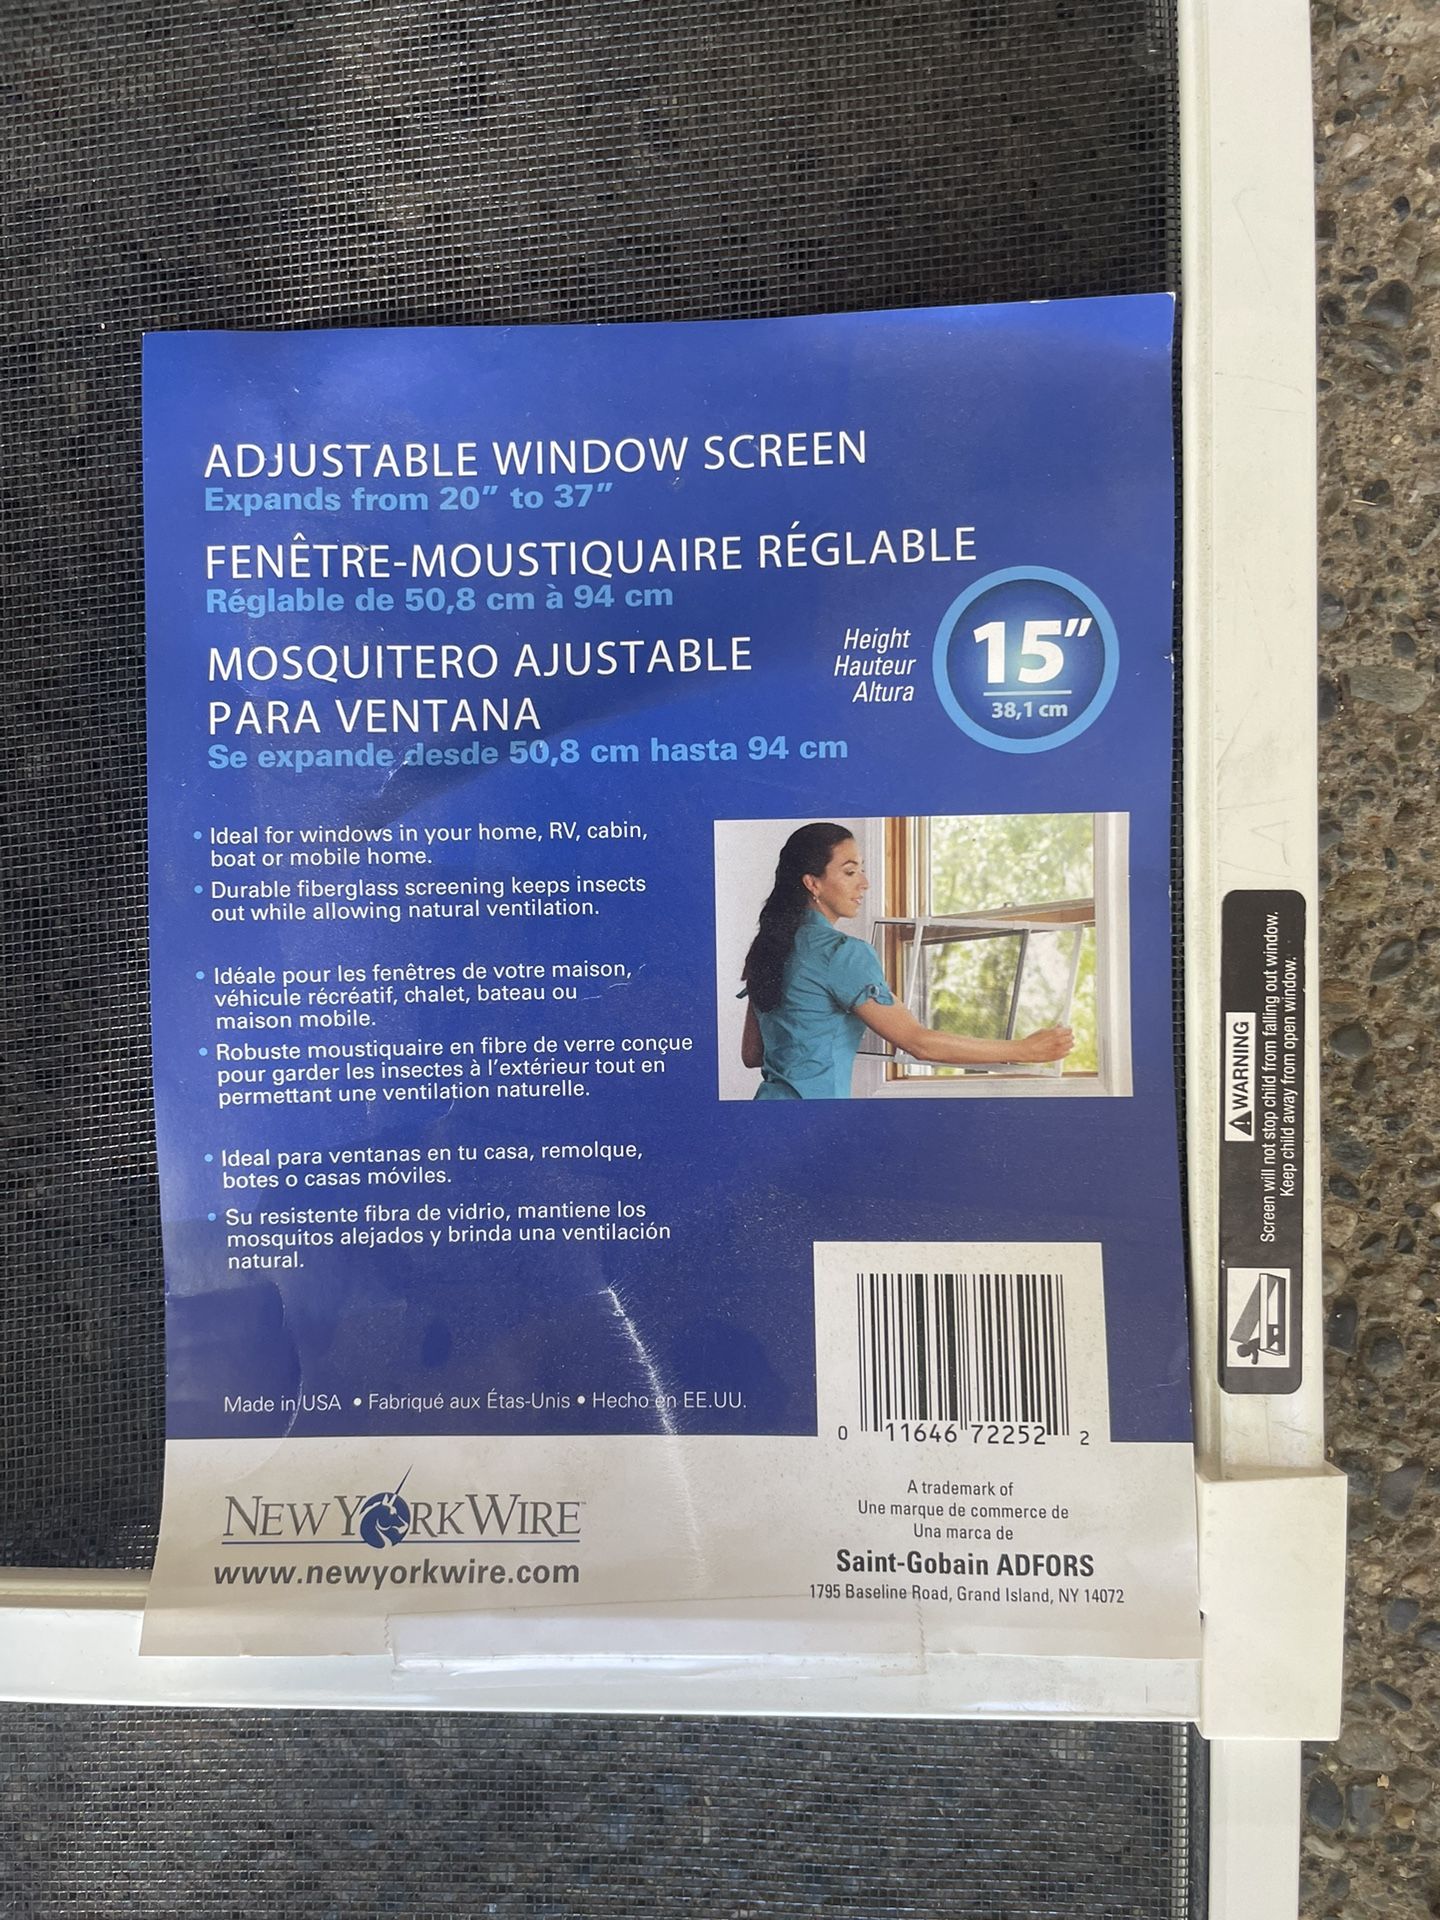 ADJUSTABLE WINDOW SCREEN
Expands from 20" to 37"
FENÊTRE-MOUSTIQUAIRE RÉGLABLE
Réglable de 50,8 cm à 94 cm
MOSQUITERO AJUSTABLE
PARA VENTANA
Se expande desde 50,8 cm hasta 94 cm
Height
Hauteur
Altura
15"
38,1 cm
• Ideal for windows in your home, RV, cabin,
boat or mobile home.
• Durable fiberglass screening keeps insects
out while allowing natural ventilation.
• Idéale pour les fenêtres de votre maison,
véhicule récréatif, chalet, bateau ou
maison mobile.
• Robuste moustiquaire en fibre de verre conçue
pour garder les insectes à l'extérieur tout en
permettant une ventilation naturelle.
• Ideal para ventanas en tu casa, remolque,
botes o casas móviles.
• Su resistente fibra de vidrio, mantiene los
mosquitos alejados y brinda una ventilación
natural.
Made in USA • Fabriqué aux Étas-Unis • Hecho en EE.UU.
0 11646 72252 2
NEW YORK WIRE™
www.newyorkwire.com
A trademark of
Une marque de commerce de
Una marca de
Saint-Gobain ADFORS
1795 Baseline Road, Grand Island, NY 14072
WARNING
Screen will not stop child from falling out window.
Keep child away from open window.